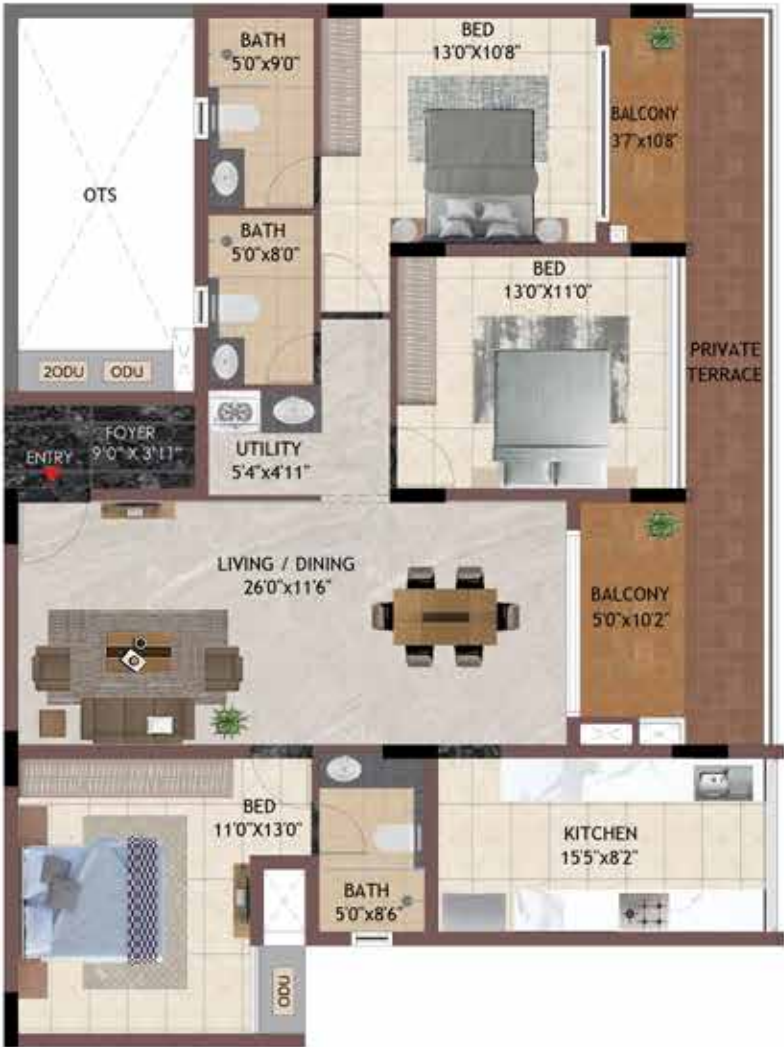 BATH
5'0"x9'0"
BED
13'0"X10'8"
BALCONY
3'7"x10'8"
OTS
BATH
5'0"x8'0"
BED
13'0"X11'0"
PRIVATE
TERRACE
2ODU
ODU
FOYER
9'0" X 3'11"
ENTRY
UTILITY
5'4"x4'11"
LIVING / DINING
26'0"x11'6"
BALCONY
5'0"x10'2"
BED
11'0"X13'0"
KITCHEN
15'5"x8'2"
BATH
5'0"x8'6"
ODU